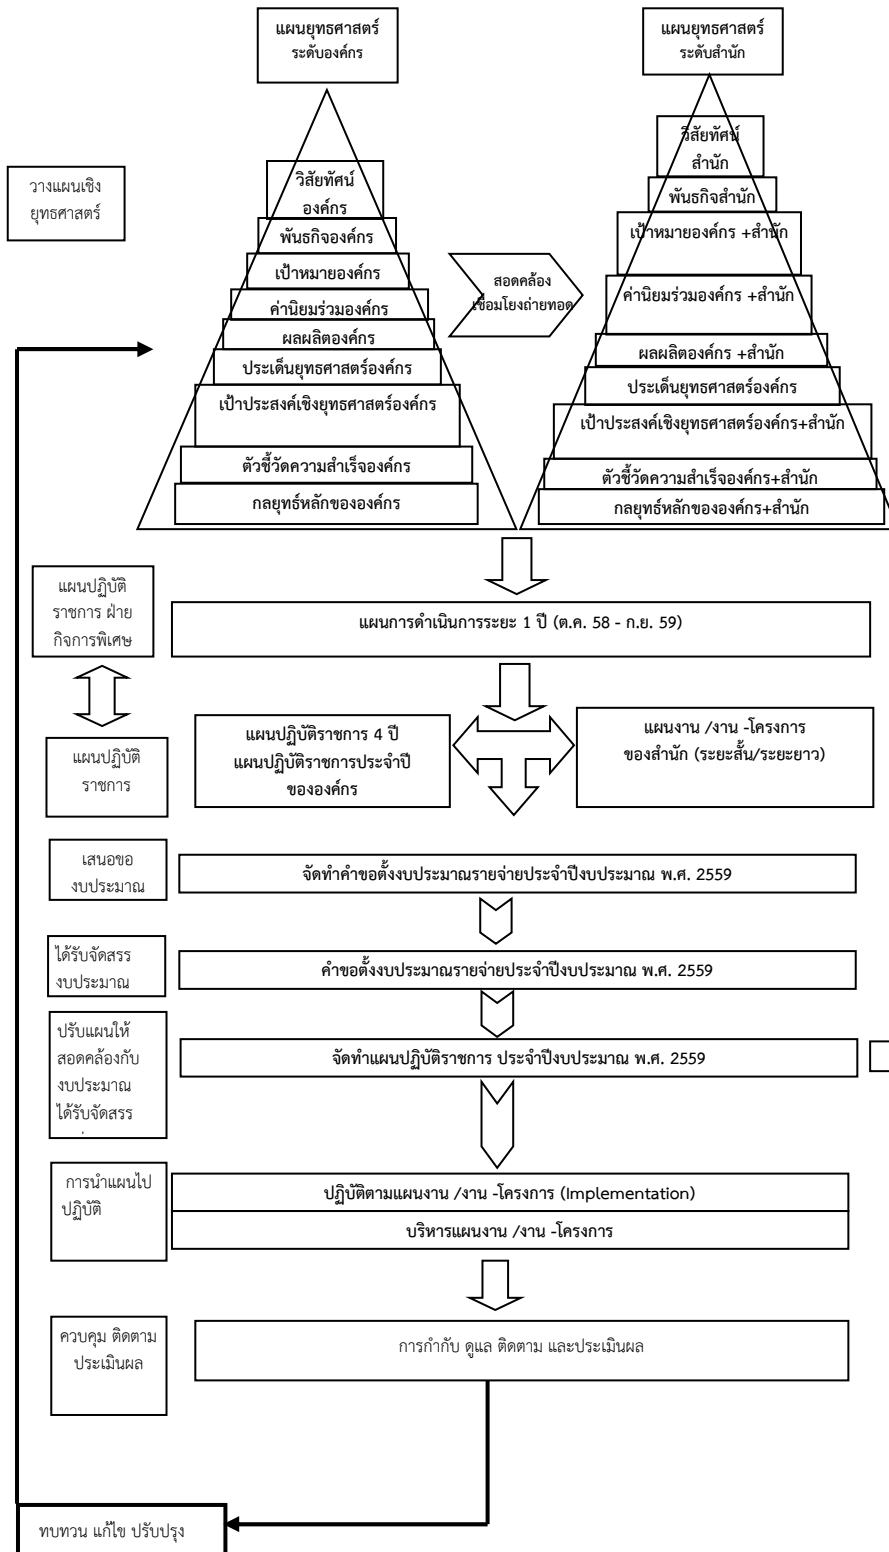 แผนยุทธศาสตร์
ระดับองค์กร
แผนยุทธศาสตร์
ระดับสำนัก
วางแผนเชิง
ยุทธศาสตร์
วิสัยทัศน์
องค์กร
พันธกิจองค์กร
เป้าหมายองค์กร
ค่านิยมร่วมองค์กร
ผลผลิตองค์กร
ประเด็นยุทธศาสตร์องค์กร
เป้าประสงค์เชิงยุทธศาสตร์องค์กร
ตัวชี้วัดความสำเร็จองค์กร
กลยุทธ์หลักขององค์กร
สอดคล้อง
เชื่อมโยงถ่ายทอด
วิสัยทัศน์
สำนัก
พันธกิจสำนัก
เป้าหมายองค์กร +สำนัก
ค่านิยมร่วมองค์กร +สำนัก
ผลผลิตองค์กร +สำนัก
ประเด็นยุทธศาสตร์องค์กร
เป้าประสงค์เชิงยุทธศาสตร์องค์กร+สำนัก
ตัวชี้วัดความสำเร็จองค์กร+สำนัก
กลยุทธ์หลักขององค์กร+สำนัก
แผนปฏิบัติ
ราชการ ฝ่าย
กิจการพิเศษ
แผนการดำเนินการระยะ 1 ปี (ต.ค. 58 - ก.ย. 59)
แผนปฏิบัติ
ราชการ
แผนปฏิบัติราชการ 4 ปี
แผนปฏิบัติราชการประจำปี
ขององค์กร
แผนงาน /งาน -โครงการ
ของสำนัก (ระยะสั้น/ระยะยาว)
เสนอขอ
งบประมาณ
จัดทำคำขอตั้งงบประมาณรายจ่ายประจำปีงบประมาณ พ.ศ. 2559
ได้รับจัดสรร
งบประมาณ
คำขอตั้งงบประมาณรายจ่ายประจำปีงบประมาณ พ.ศ. 2559
ปรับแผนให้
สอดคล้องกับ
งบประมาณ
ได้รับจัดสรร
จัดทำแผนปฏิบัติราชการ ประจำปีงบประมาณ พ.ศ. 2559
การนำแผนไป
ปฏิบัติ
ปฏิบัติตามแผนงาน /งาน -โครงการ (Implementation)
บริหารแผนงาน /งาน -โครงการ
ควบคุม ติดตาม
ประเมินผล
การกำกับ ดูแล ติดตาม และประเมินผล
ทบทวน แก้ไข ปรับปรุง